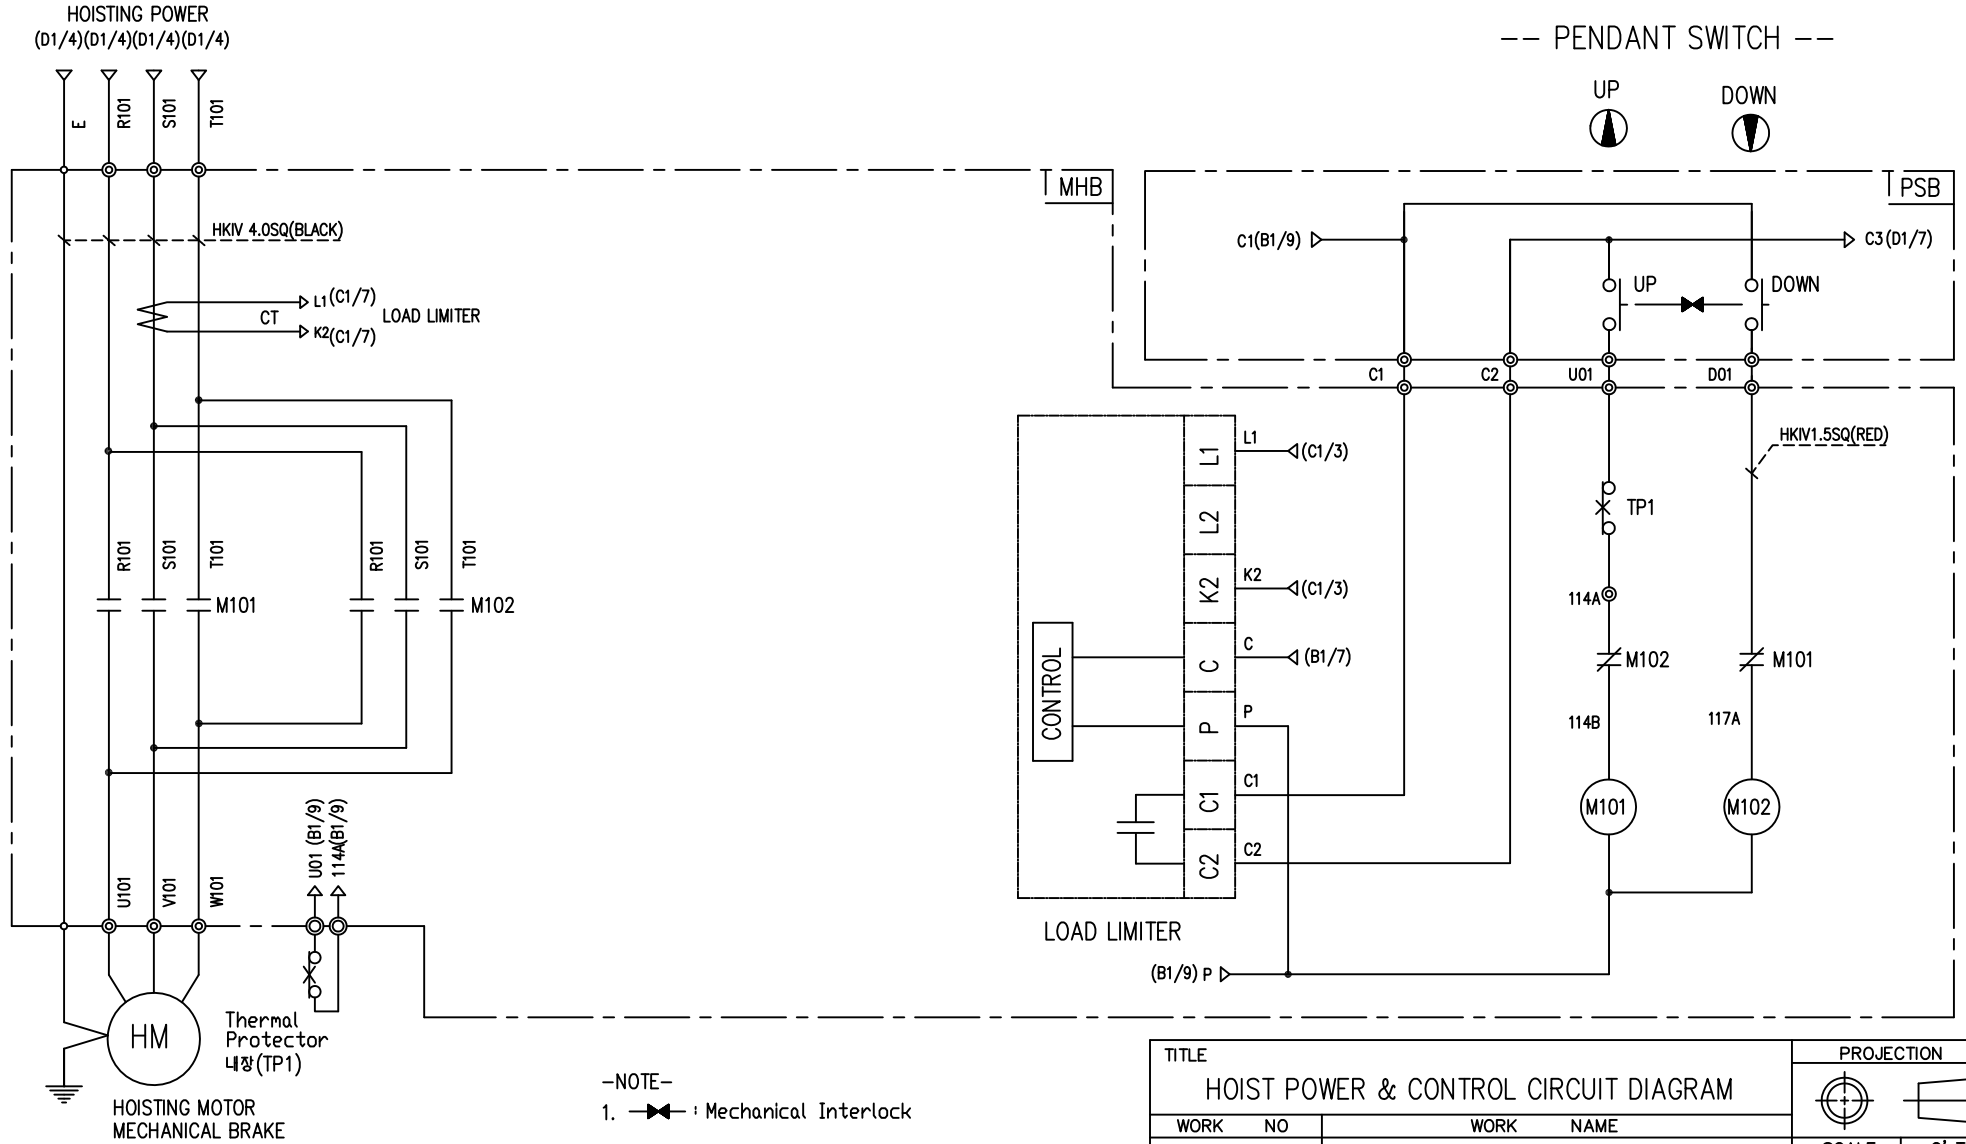 HOISTING POWER
(D1/4)(D1/4)(D1/4)(D1/4)
E
R101
S101
T101
HKIV 4.0SQ(BLACK)
L1(C1/7)
CT
K2(C1/7)
LOAD LIMITER
R101
S101
T101
M101
R101
S101
T101
M102
U101
V101
W101
U01 (B1/9)
114A(B1/9)
HM
Thermal
Protector
내장(TP1)
HOISTING MOTOR
MECHANICAL BRAKE
-NOTE-
1. : Mechanical Interlock
MHB
-- PENDANT SWITCH --
UP
DOWN
PSB
C1(B1/9)
C3(D1/7)
UP
DOWN
C1
C2
U01
D01
HKIV1.5SQ(RED)
TP1
114A
M102
M101
114B
117A
M101
M102
CONTROL
L1
L2
K2
C
P
C1
C2
L1
(C1/3)
K2
(C1/3)
C
(B1/7)
P
C1
C2
LOAD LIMITER
(B1/9) P
TITLE
HOIST POWER & CONTROL CIRCUIT DIAGRAM
WORK NO
WORK NAME
PROJECTION